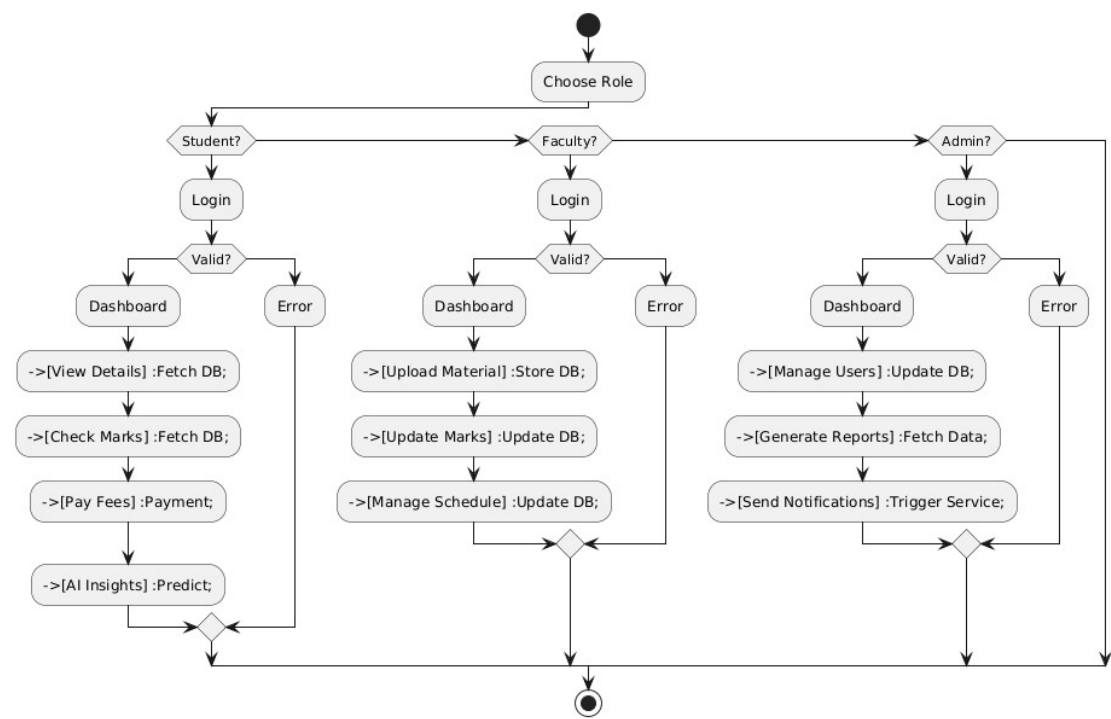 Choose Role
Student?
Faculty?
Admin?
Login
Login
Login
Valid?
Valid?
Valid?
Dashboard
Error
Dashboard
Error
Dashboard
Error
->[View Details] :Fetch DB;
->[Upload Material] :Store DB;
->[Manage Users] :Update DB;
->[Check Marks] :Fetch DB;
->[Update Marks] :Update DB;
->[Generate Reports] :Fetch Data;
->[Pay Fees] :Payment;
->[Manage Schedule] :Update DB;
->[Send Notifications] :Trigger Service;
->[AI Insights] :Predict;